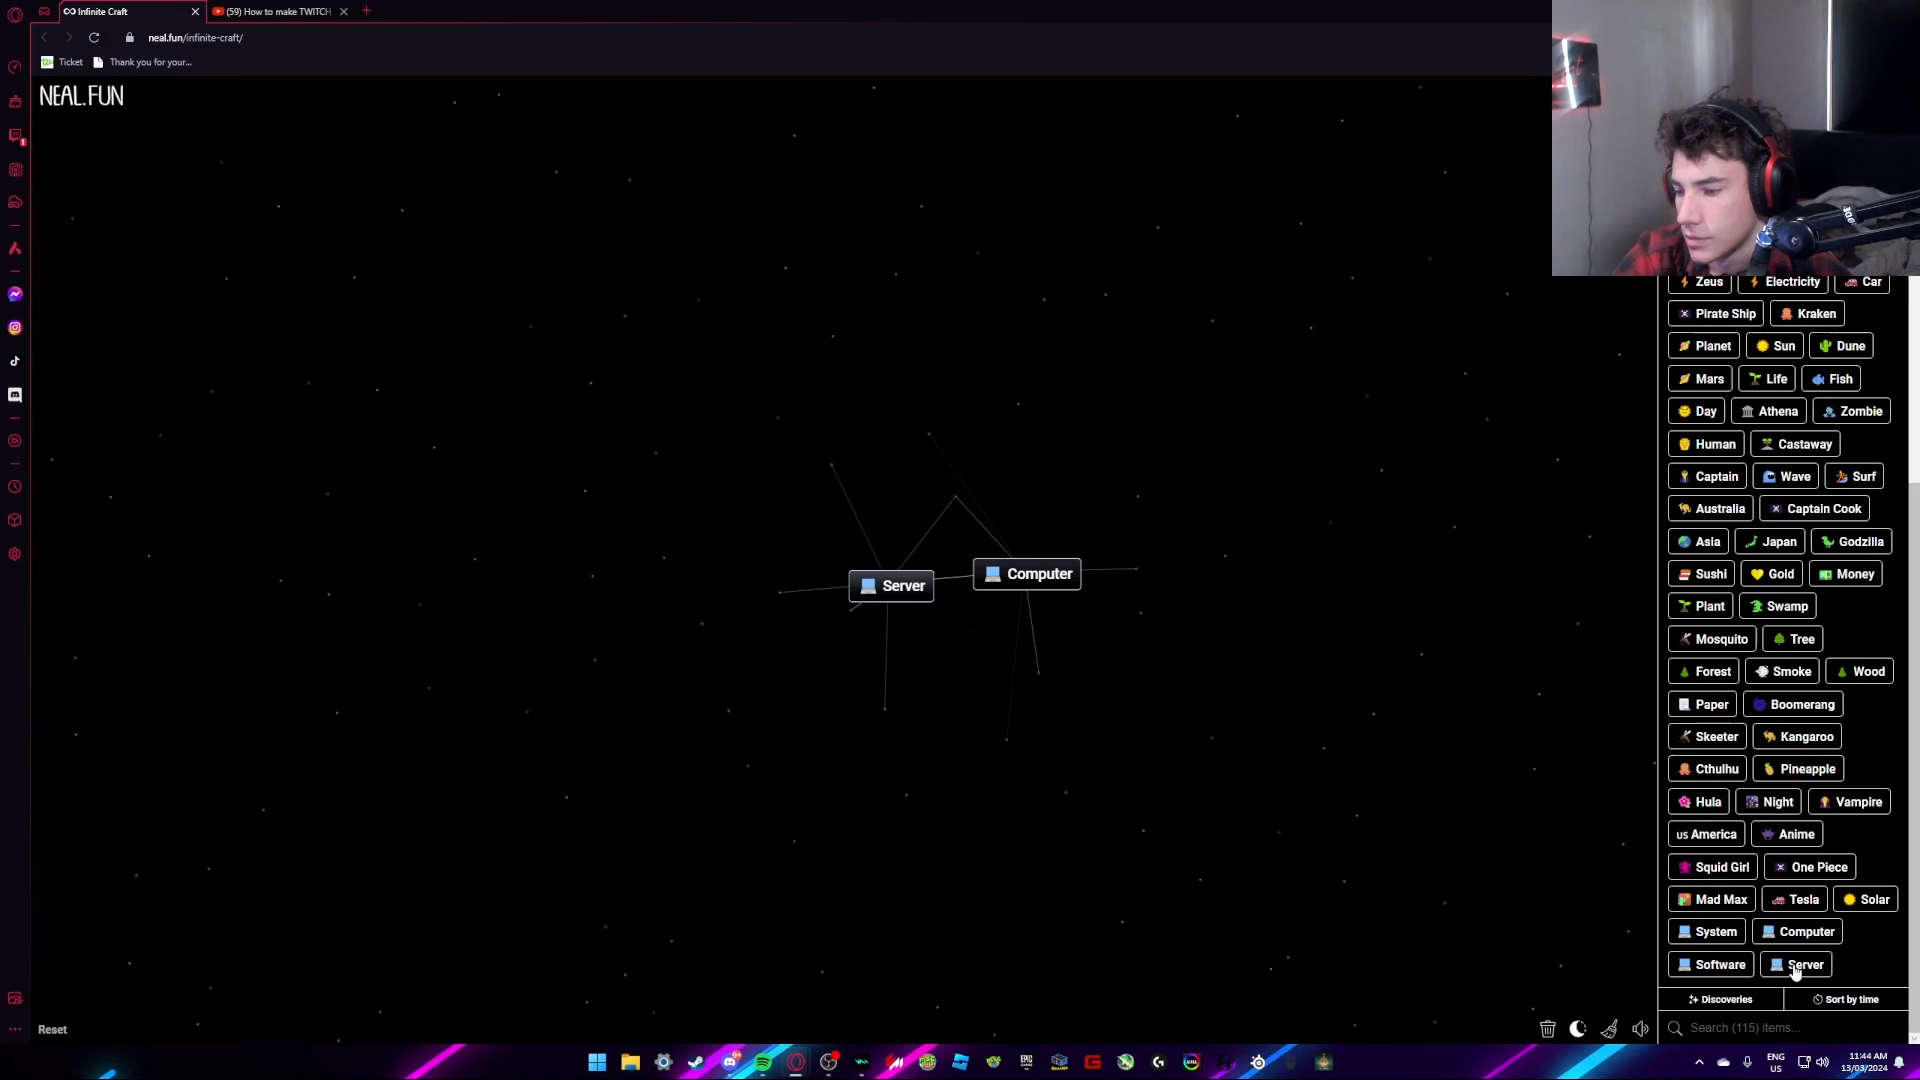 Infinite Craft
(59) How to make TWITCH
neal.fun/infinite-craft/
Ticket
Thank you for your...
NEAL.FUN
Zeus Electricity Car
Pirate Ship Kraken
Planet Sun Dune
Mars Life Fish
Day Athena Zombie
Human Castaway
Captain Wave Surf
Australia Captain Cook
Asia Japan Godzilla
Server Computer
Sushi Gold Money
Plant Swamp
Mosquito Tree
Forest Smoke Wood
Paper Boomerang
Skeeter Kangaroo
Cthulhu Pineapple
Hula Night Vampire
US America Anime
Squid Girl One Piece
Mad Max Tesla Solar
System Computer
Software Server
Discoveries Sort by time
Reset
Search (115) items...
ENG
US
11:44 AM
13/03/2024